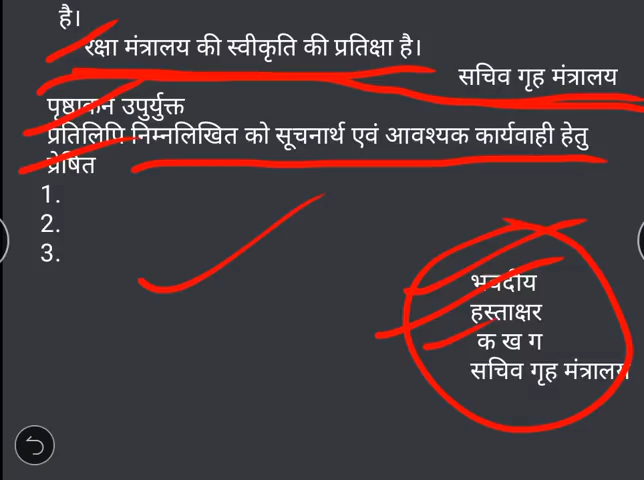 है।
रक्षा मंत्रालय की स्वीकृति की प्रतिक्षा है।
सचिव गृह मंत्रालय
पृष्ठाकन उपुर्युक्त
प्रतिलिपि निम्नलिखित को सूचनार्थ एवं आवश्यक कार्यवाही हेतु
प्रेषित
1.
2.
3.
भवदीय
हस्ताक्षर
क ख ग
सचिव गृह मंत्रालय